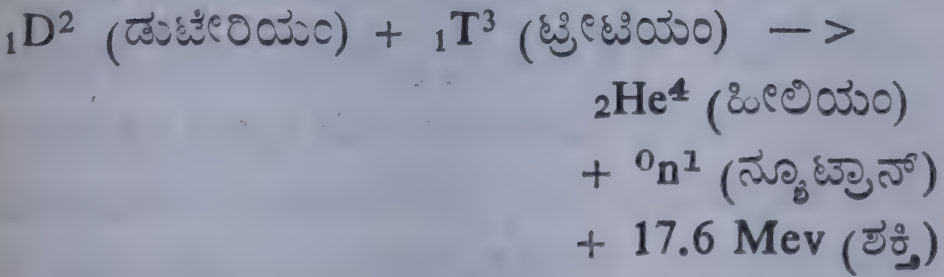 ₁D² (ಡುಟೇರಿಯಂ) + ₁T³ (ಟ್ರೀಟಿಯಂ) —>
₂He⁴ (ಹೀಲಿಯಂ)
+ ⁰n¹ (ನ್ಯೂಟ್ರಾನ್)
+ 17.6 Mev (ಶಕ್ತಿ)